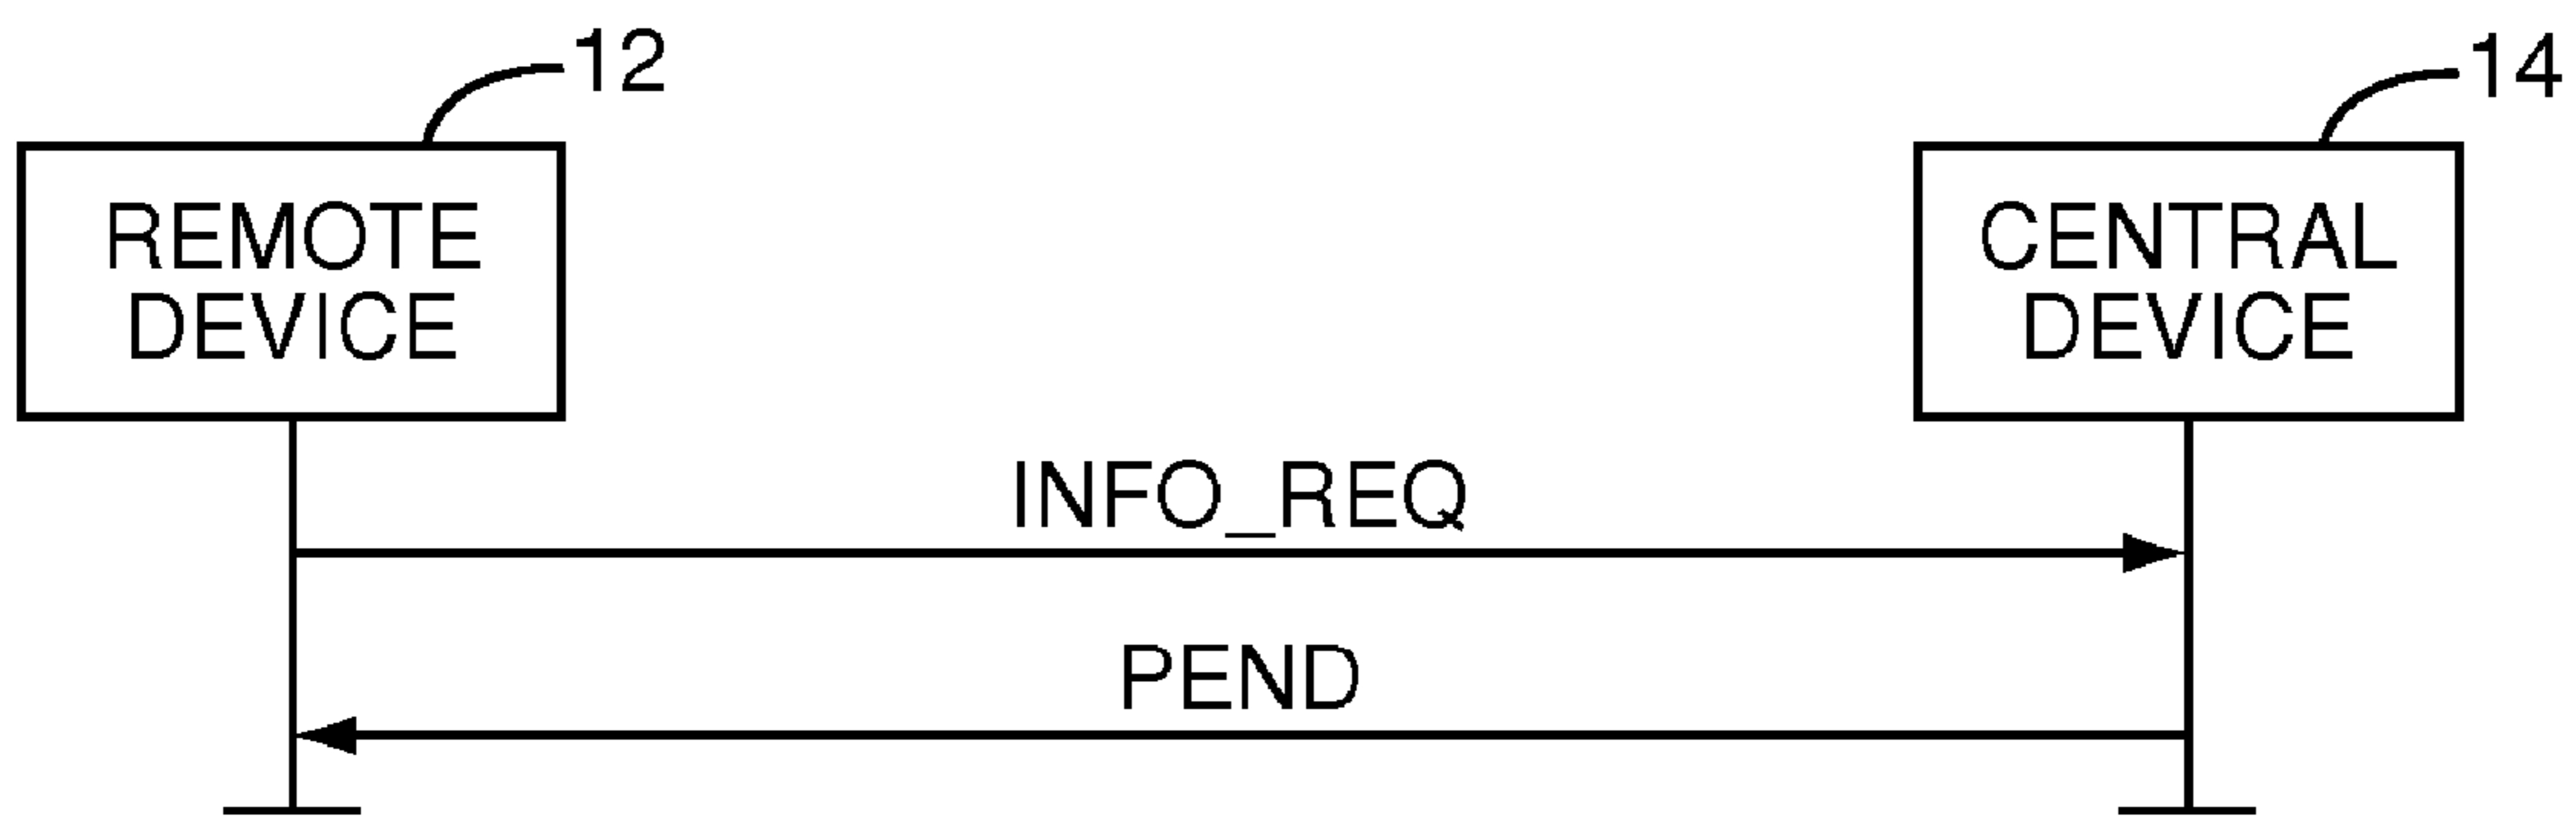 12
14
REMOTE
DEVICE
CENTRAL
DEVICE
INFO_REQ
PEND